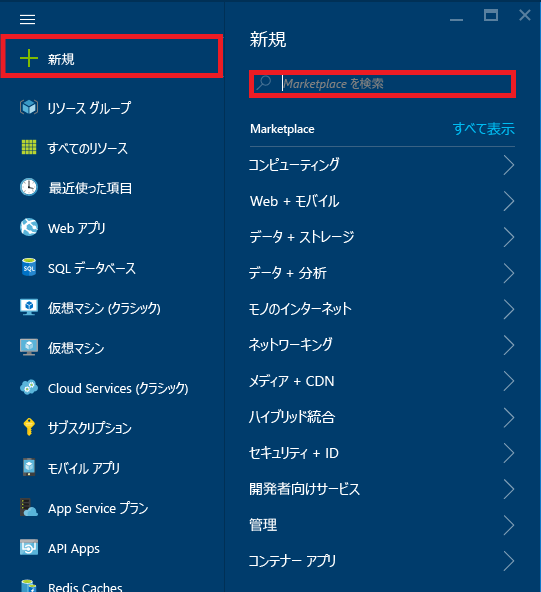 新規
リソース グループ
すべてのリソース
最近使った項目
Web アプリ
SQL データベース
仮想マシン (クラシック)
仮想マシン
Cloud Services (クラシック)
サブスクリプション
モバイル アプリ
App Service プラン
API Apps
Redis Caches
新規
Marketplace を検索
Marketplace すべて表示
コンピューティング
Web + モバイル
データ + ストレージ
データ + 分析
モノのインターネット
ネットワーキング
メディア + CDN
ハイブリッド統合
セキュリティ + ID
開発者向けサービス
管理
コンテナー アプリ